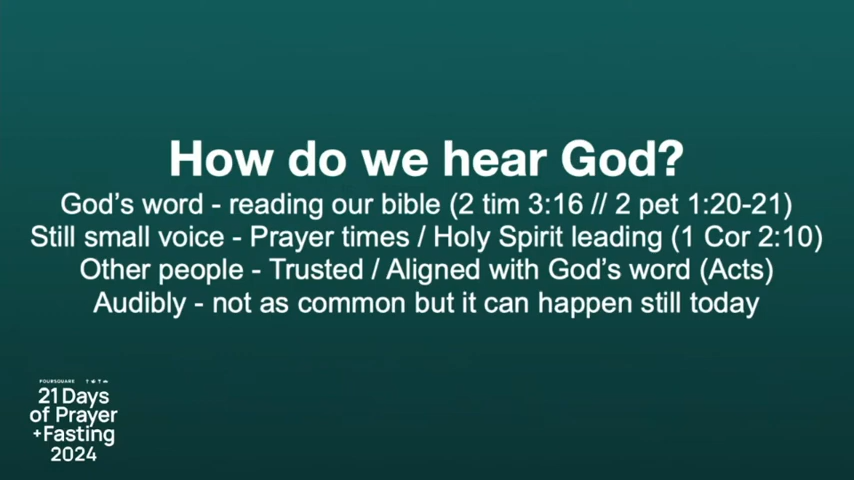 How do we hear God?
God's word - reading our bible (2 tim 3:16 // 2 pet 1:20-21)
Still small voice - Prayer times / Holy Spirit leading (1 Cor 2:10)
Other people - Trusted / Aligned with God's word (Acts)
Audibly - not as common but it can happen still today
FOURSQUARE
21 Days
of Prayer
+Fasting
2024